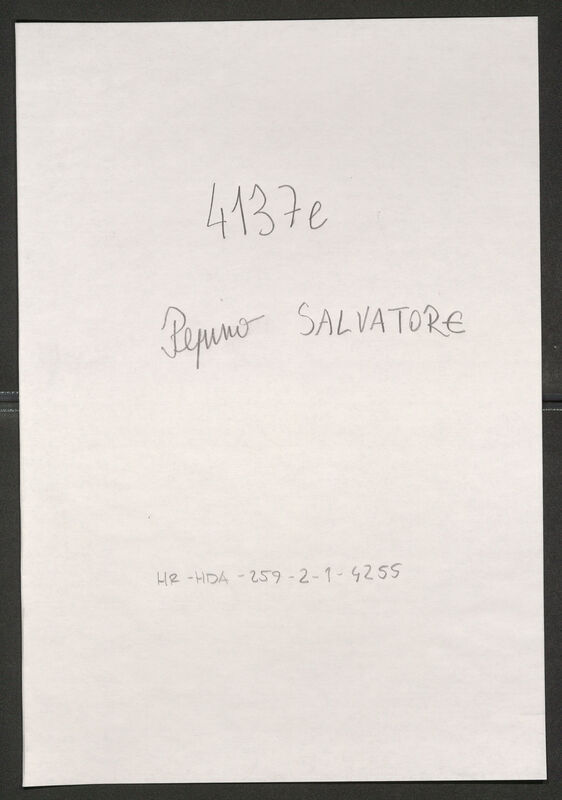 4137e
Pepino SALVATORE
HR-HDA-259-2-1-4255